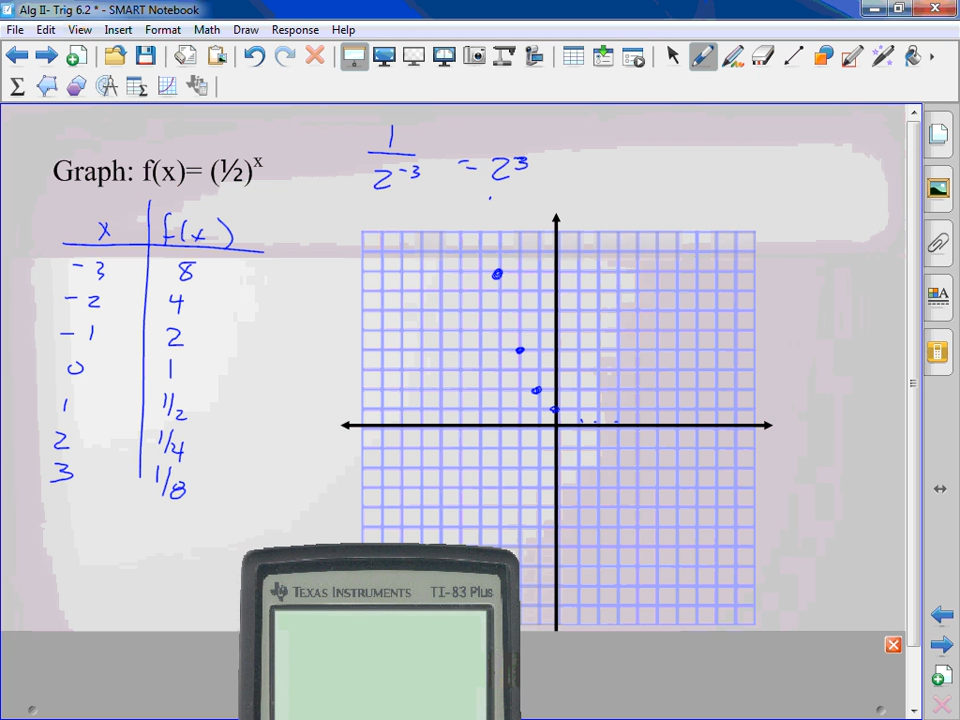 Alg II- Trig 6.2 * - SMART Notebook
File Edit View Insert Format Math Draw Response Help
1
2⁻³ = 2³
Graph: f(x)= (½)ˣ
x f(x)
-3 8
-2 4
-1 2
0 1
1 1/2
2 1/4
3 1/8
TEXAS INSTRUMENTS TI-83 Plus